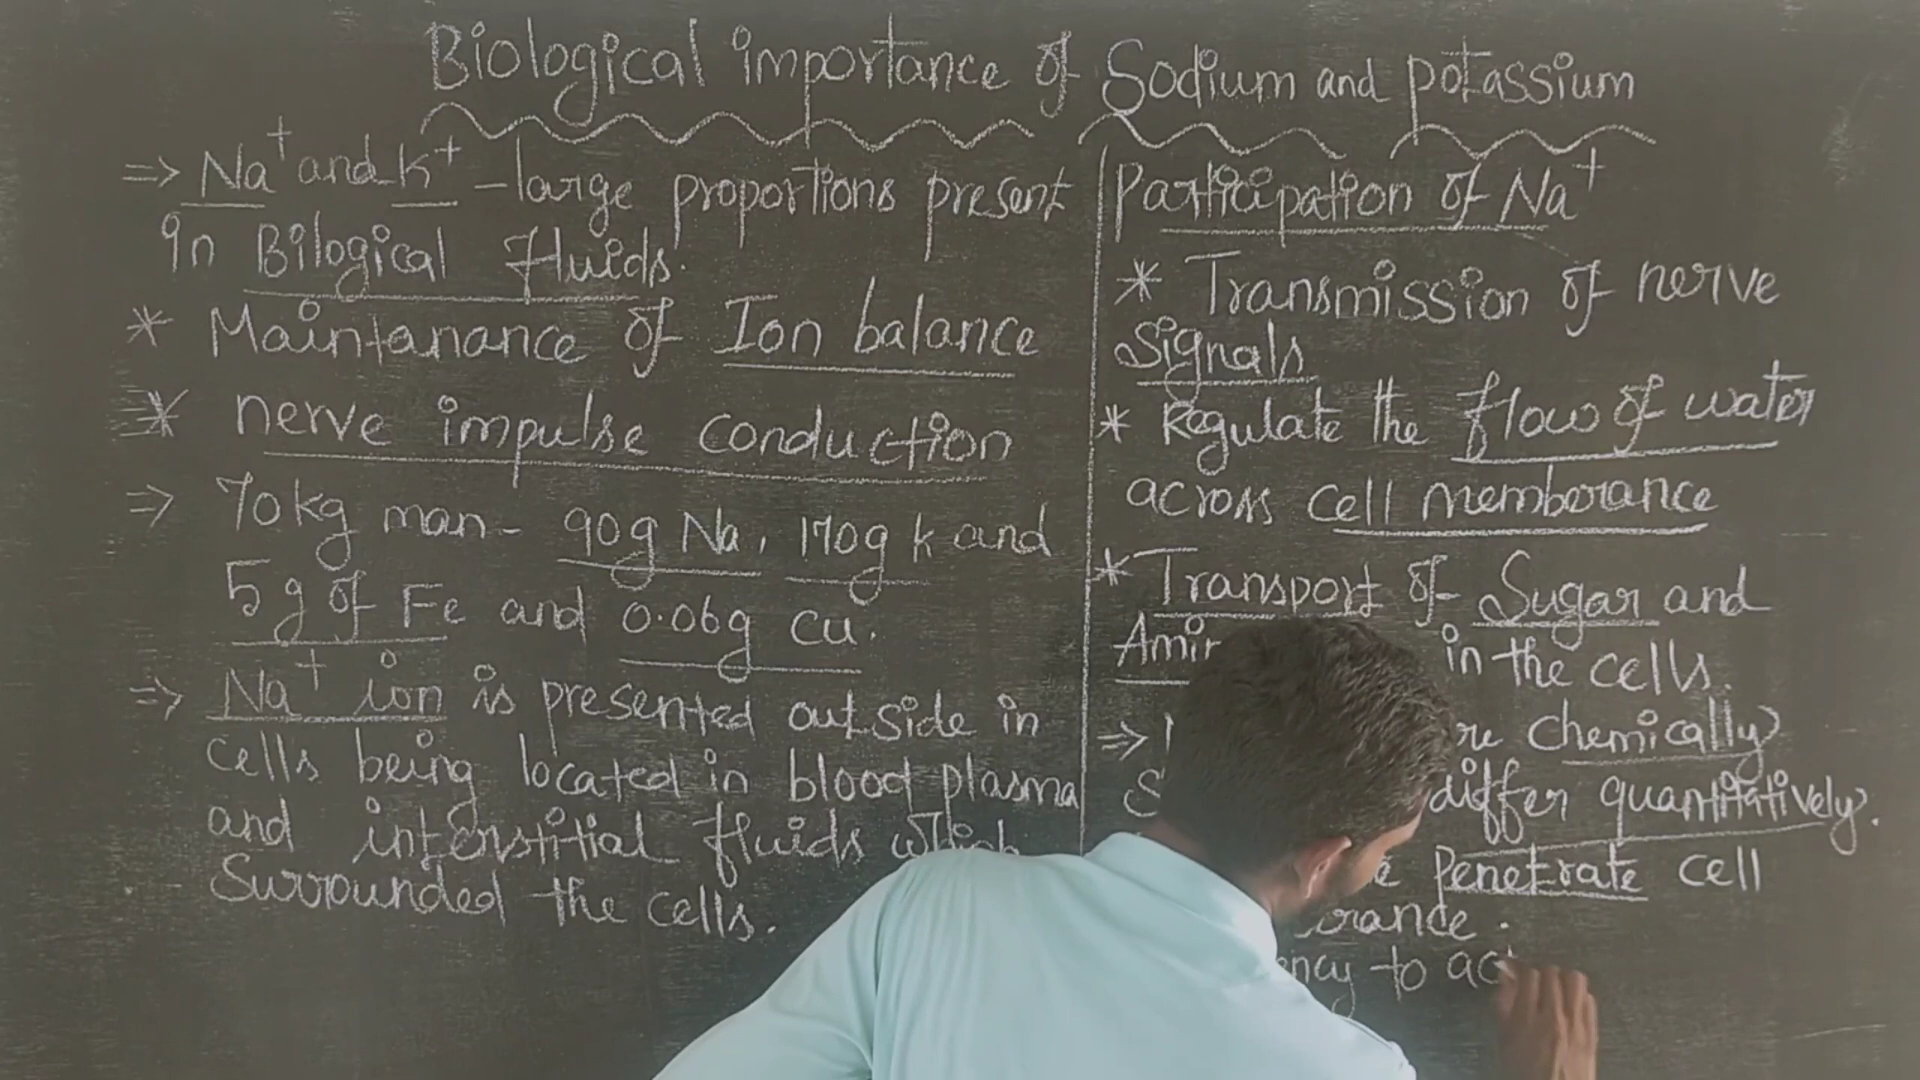 Biological importance of Sodium and potassium
=> Na+ and K+ - large proportions present
in Bilogical fluids.
* Maintanance of Ion balance
* nerve impulse conduction
=> 70kg man - 90g Na, 170g k and
5g of Fe and 0.06g Cu.
=> Na+ ion is presented outside in
cells being located in blood plasma
and interstitial fluids which
Surrounded the cells.
Participation of Na+
* Transmission of nerve
Signals
* Regulate the flow of water
across cell memberance
* Transport of Sugar and
in the cells.
=> chemically
differ quantitatively.
Penetrate cell
to